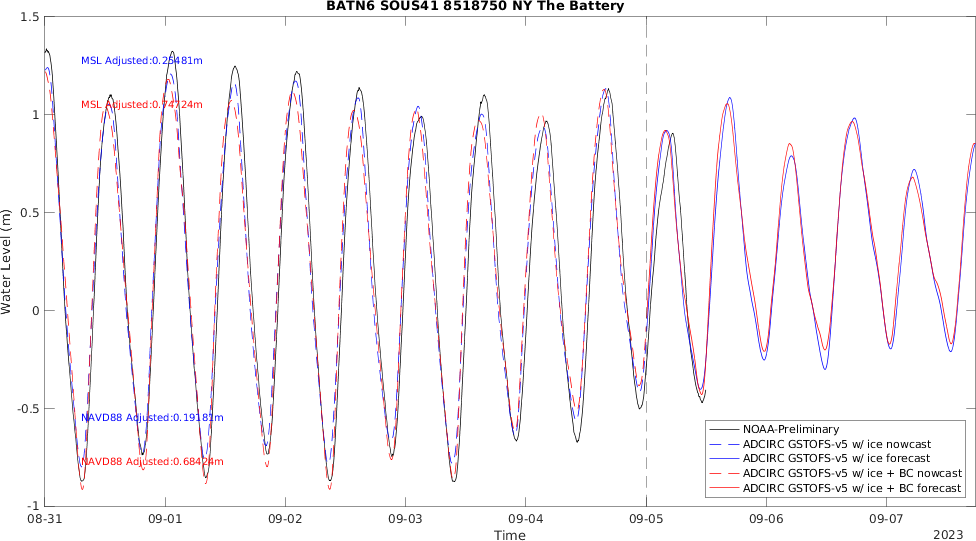 BATN6 SOUS41 8518750 NY The Battery
1.5
MSL Adjusted:0.25481m
MSL Adjusted:0.74724m
1
0.5
Water Level (m)
0
-0.5
NAVD88 Adjusted:0.19181m
NAVD88 Adjusted:0.68424m
-1
NOAA-Preliminary
ADCIRC GSTOFS-v5 w/ ice nowcast
ADCIRC GSTOFS-v5 w/ ice forecast
ADCIRC GSTOFS-v5 w/ ice + BC nowcast
ADCIRC GSTOFS-v5 w/ ice + BC forecast
08-31 09-01 09-02 09-03 09-04 09-05 09-06 09-07
Time
2023